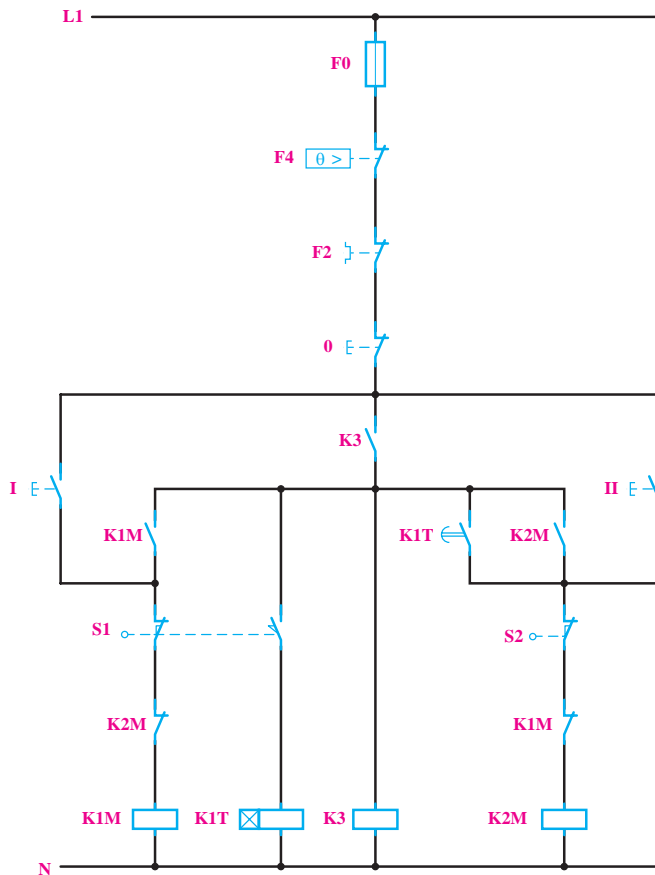 L1
F0
F4 θ >
F2
0
K3
I II
K1M K1T K2M
S1 S2
K2M K1M
K1M K1T K3 K2M
N